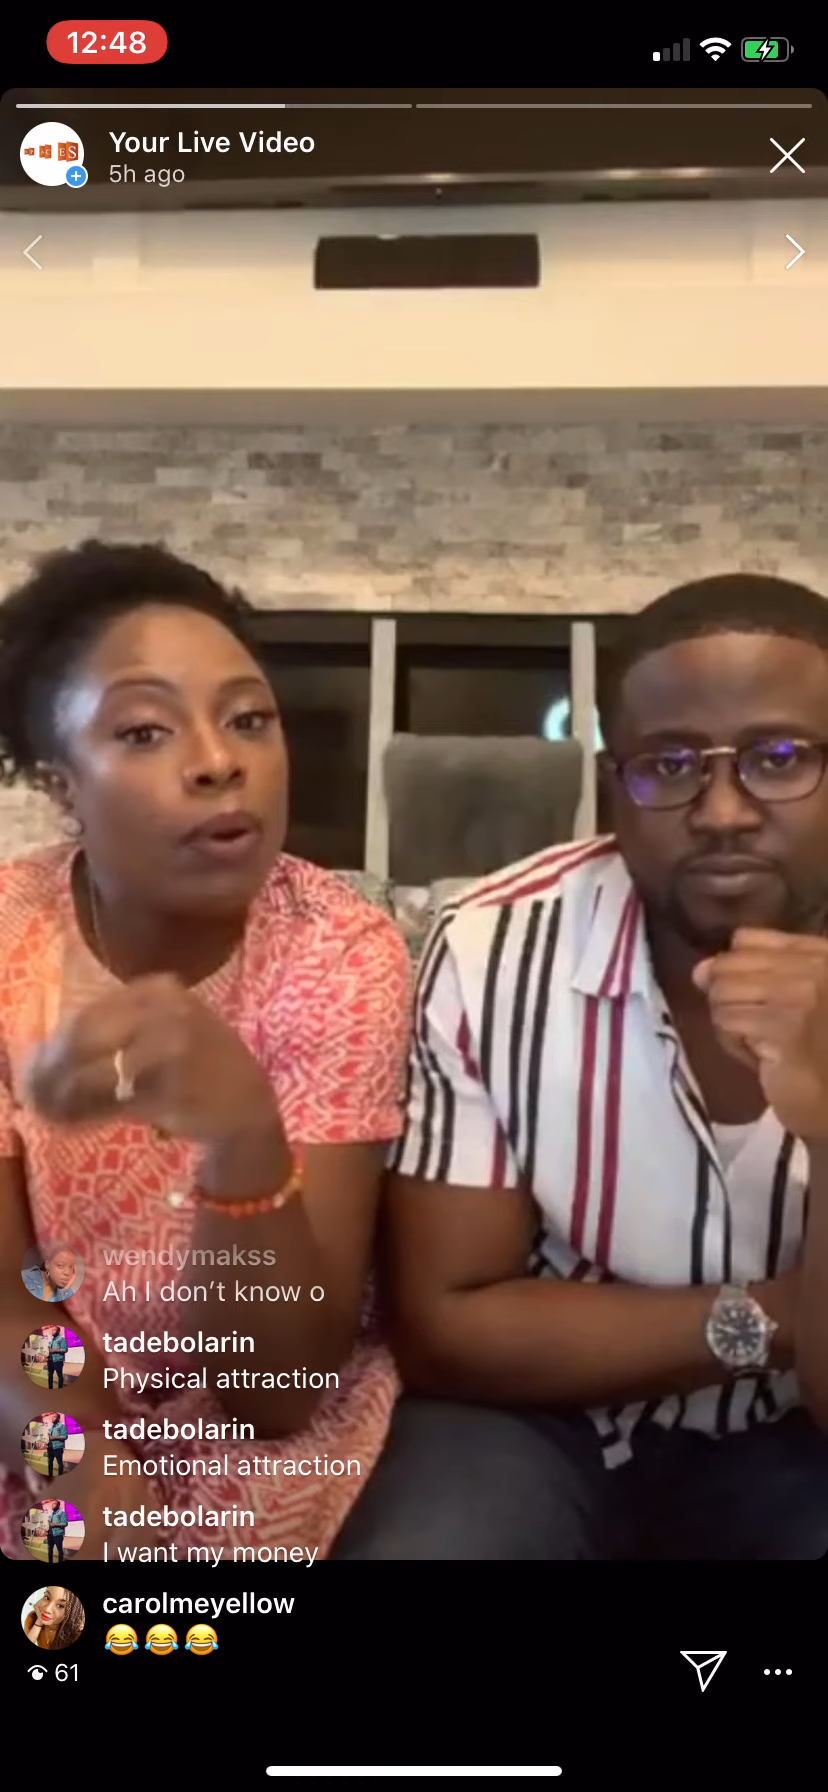 12:48
Your Live Video
5h ago
wendymakss
Ah I don't know o
tadebolarin
Physical attraction
tadebolarin
Emotional attraction
tadebolarin
I want my money
carolmeyellow
😂😂😂
61